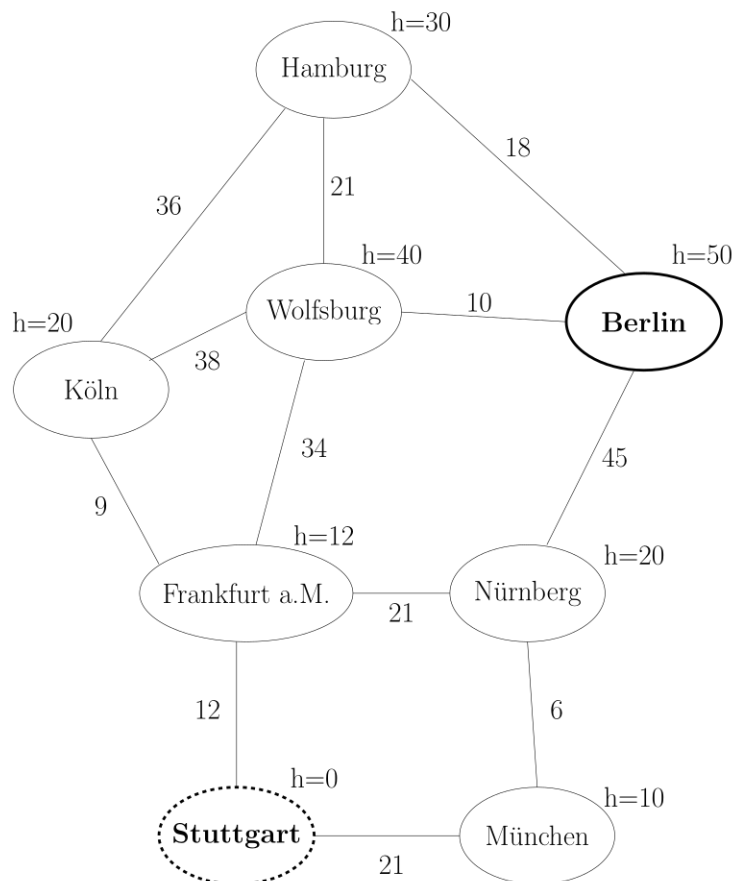 h=30
Hamburg
18
36
21
h=40
h=50
Wolfsburg
10
Berlin
h=20
38
Köln
34
45
9
h=12
h=20
Frankfurt a.M.
Nürnberg
21
12
6
h=0
h=10
Stuttgart
München
21